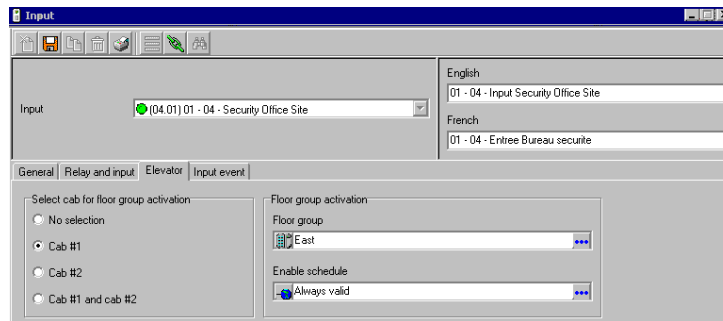 Input
English
01 - 04 - Input Security Office Site
Input
(04.01) 01 - 04 - Security Office Site
French
01 - 04 - Entree Bureau securite
General
Relay and input
Elevator
Input event
Select cab for floor group activation
No selection
Cab #1
Cab #2
Cab #1 and cab #2
Floor group activation
Floor group
East
Enable schedule
Always valid